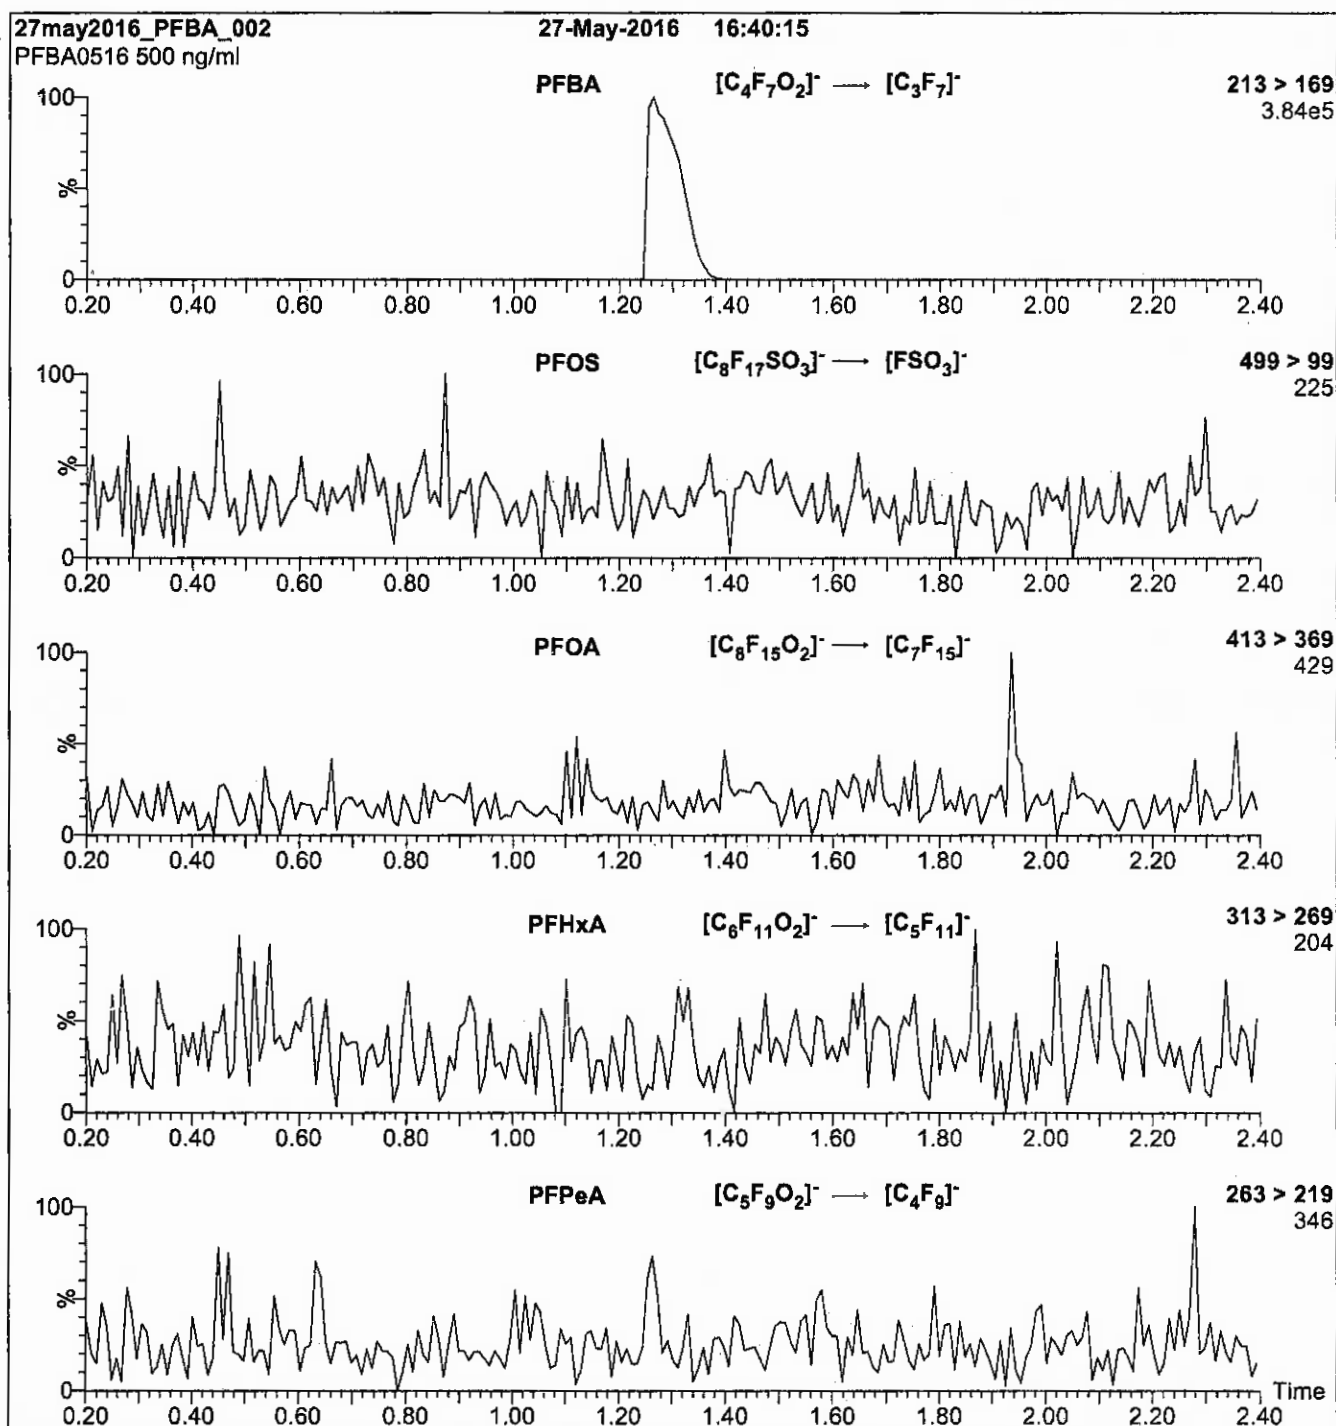 27may2016_PFBA_002 27-May-2016 16:40:15
PFBA0516 500 ng/ml
PFBA [C4F7O2]- → [C3F7]- 213 > 169
3.84e5
100
%
0
0.20 0.40 0.60 0.80 1.00 1.20 1.40 1.60 1.80 2.00 2.20 2.40
PFOS [C8F17SO3]- → [FSO3]- 499 > 99
225
100
%
0
0.20 0.40 0.60 0.80 1.00 1.20 1.40 1.60 1.80 2.00 2.20 2.40
PFOA [C8F15O2]- → [C7F15]- 413 > 369
429
100
%
0
0.20 0.40 0.60 0.80 1.00 1.20 1.40 1.60 1.80 2.00 2.20 2.40
PFHxA [C6F11O2]- → [C5F11]- 313 > 269
204
100
%
0
0.20 0.40 0.60 0.80 1.00 1.20 1.40 1.60 1.80 2.00 2.20 2.40
PFPeA [C5F9O2]- → [C4F9]- 263 > 219
346
100
%
0
Time
0.20 0.40 0.60 0.80 1.00 1.20 1.40 1.60 1.80 2.00 2.20 2.40